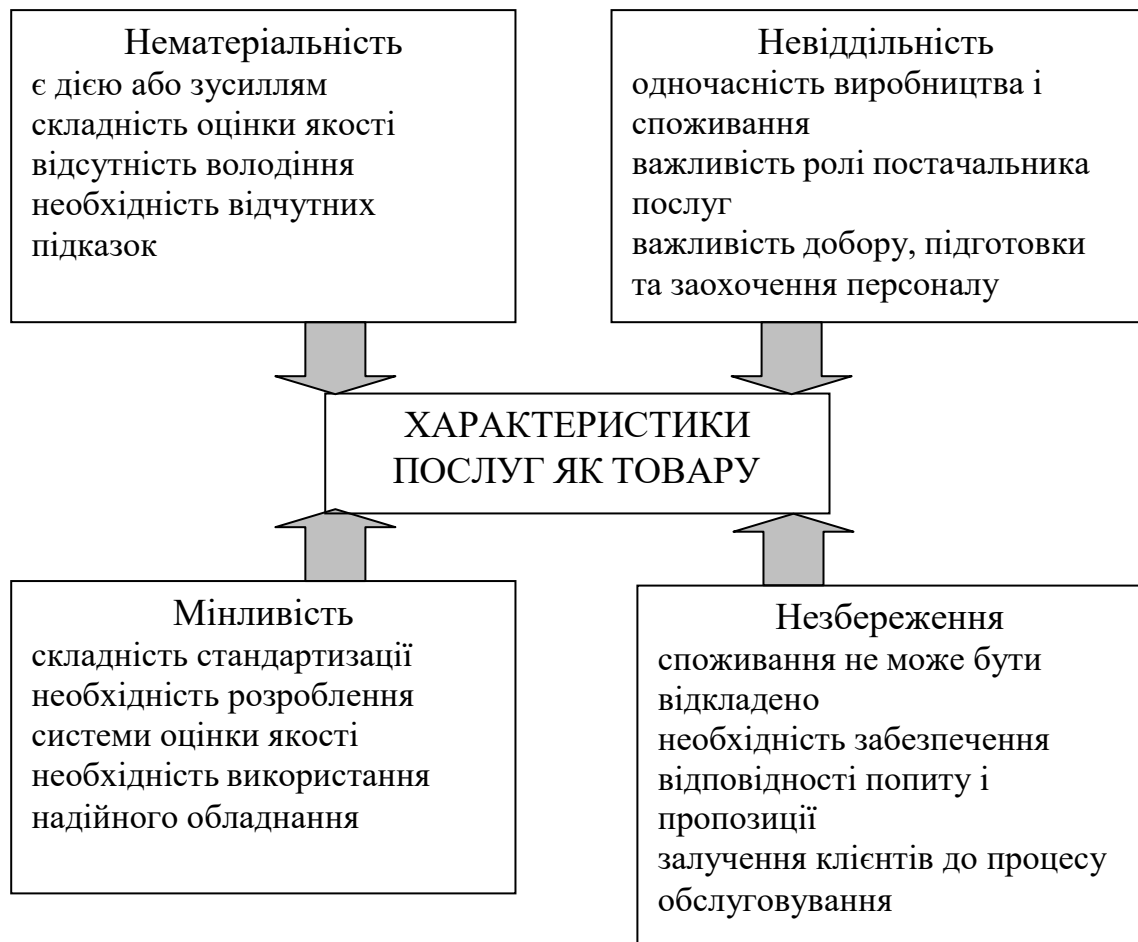 Нематеріальність
є дією або зусиллям
складність оцінки якості
відсутність володіння
необхідність відчутних
підказок
Невіддільність
одночасність виробництва і
споживання
важливість ролі постачальника
послуг
важливість добору, підготовки
та заохочення персоналу
ХАРАКТЕРИСТИКИ
ПОСЛУГ ЯК ТОВАРУ
Мінливість
складність стандартизації
необхідність розроблення
системи оцінки якості
необхідність використання
надійного обладнання
Незбереження
споживання не може бути
відкладено
необхідність забезпечення
відповідності попиту і
пропозиції
залучення клієнтів до процесу
обслуговування